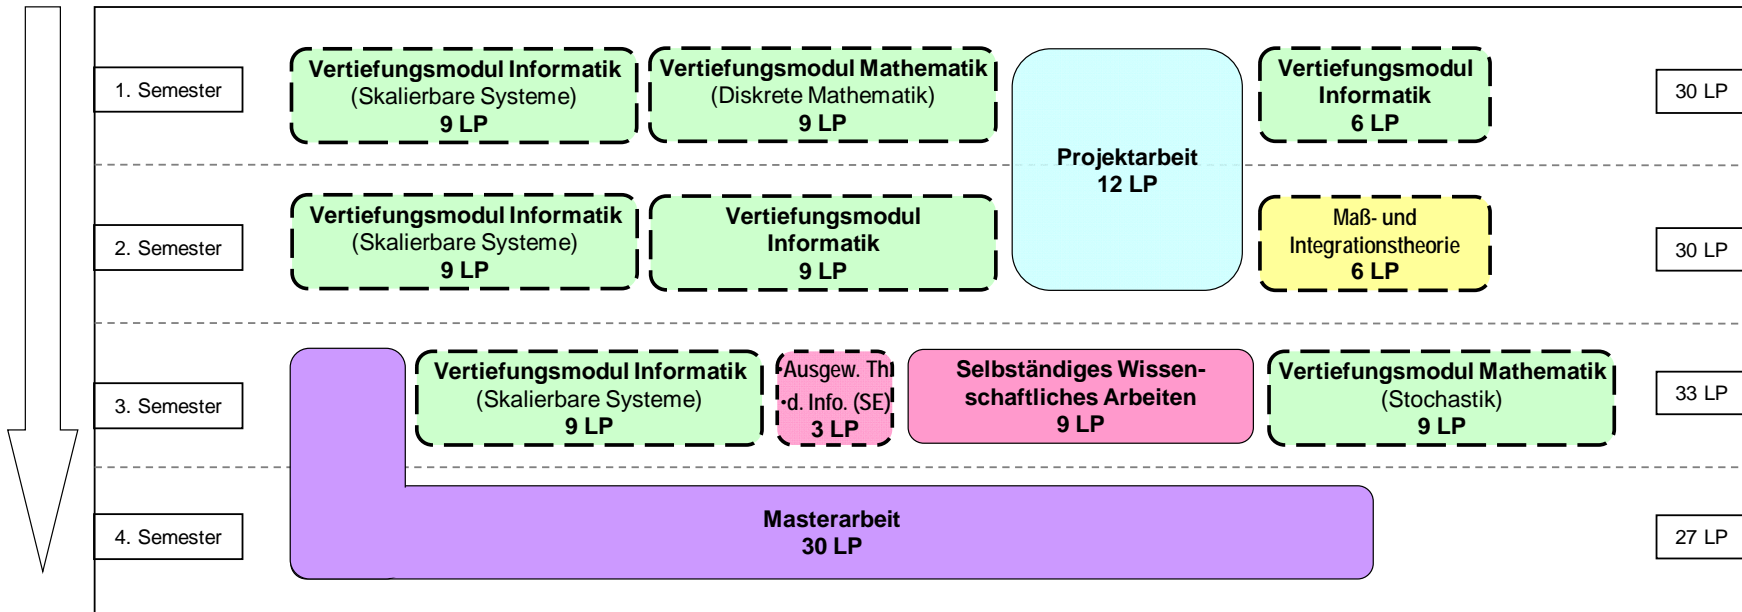 1. Semester
Vertiefungsmodul Informatik
(Skalierbare Systeme)
9 LP
Vertiefungsmodul Mathematik
(Diskrete Mathematik)
9 LP
Projektarbeit
12 LP
Vertiefungsmodul
Informatik
6 LP
30 LP
2. Semester
Vertiefungsmodul Informatik
(Skalierbare Systeme)
9 LP
Vertiefungsmodul
Informatik
9 LP
Maß- und
Integrationstheorie
6 LP
30 LP
3. Semester
Vertiefungsmodul Informatik
(Skalierbare Systeme)
9 LP
•Ausgew. Th
•d. Info. (SE)
3 LP
Selbständiges Wissen-
schaftliches Arbeiten
9 LP
Vertiefungsmodul Mathematik
(Stochastik)
9 LP
33 LP
4. Semester
Masterarbeit
30 LP
27 LP